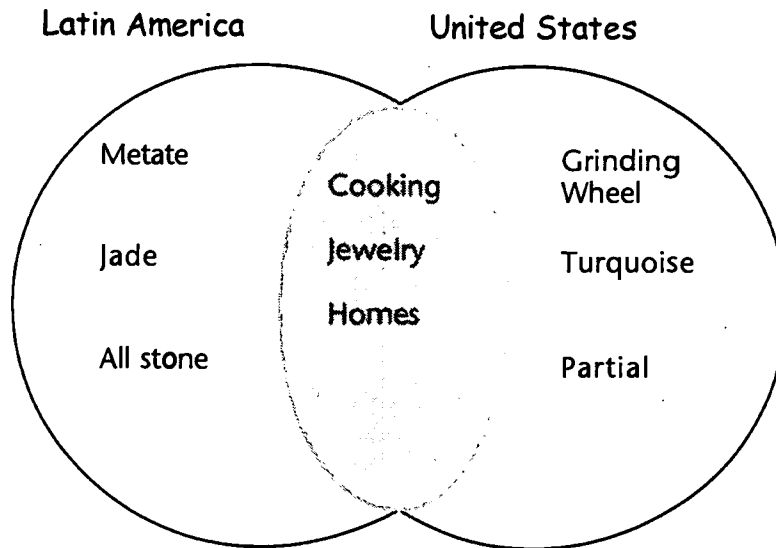 Latin America
United States
Metate
Jade
All stone
Cooking
Jewelry
Homes
Grinding
Wheel
Turquoise
Partial